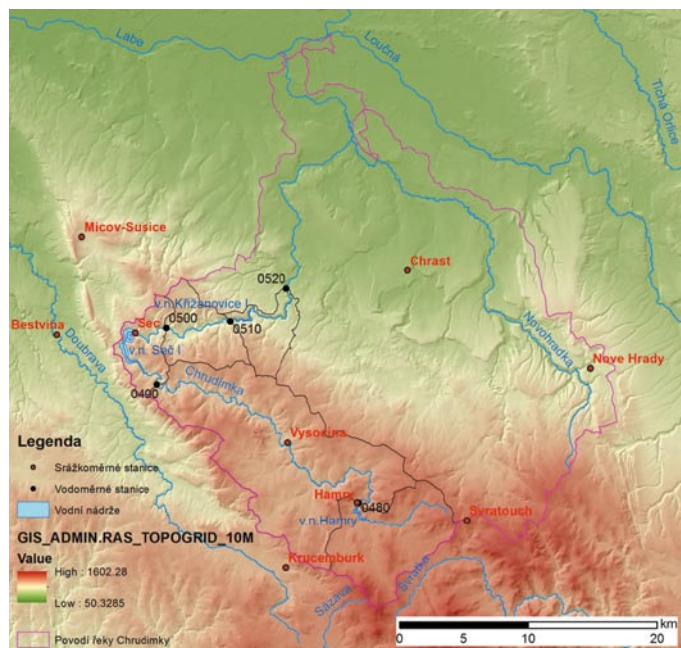 Labe
Loučná
Tichá Orlice
Micov-Susice
Chrast
0520
v.n.Křižanovice I
0500
Sec
0510
Bestvina
v.n. Seč I
Doubrava
Novohradka
Nove Hrady
Chrudimka
0490
Vysocina
Hamry
0480
v.n.Hamry
Svratouch
Krucemburk
Svratka
Sázava
Legenda
Srážkoměrné stanice
Vodoměrné stanice
Vodní nádrže
GIS_ADMIN.RAS_TOPOGRID_10M
Value
High : 1602.28
Low : 50.3285
Povodí řeky Chrudimky
km
0 5 10 20